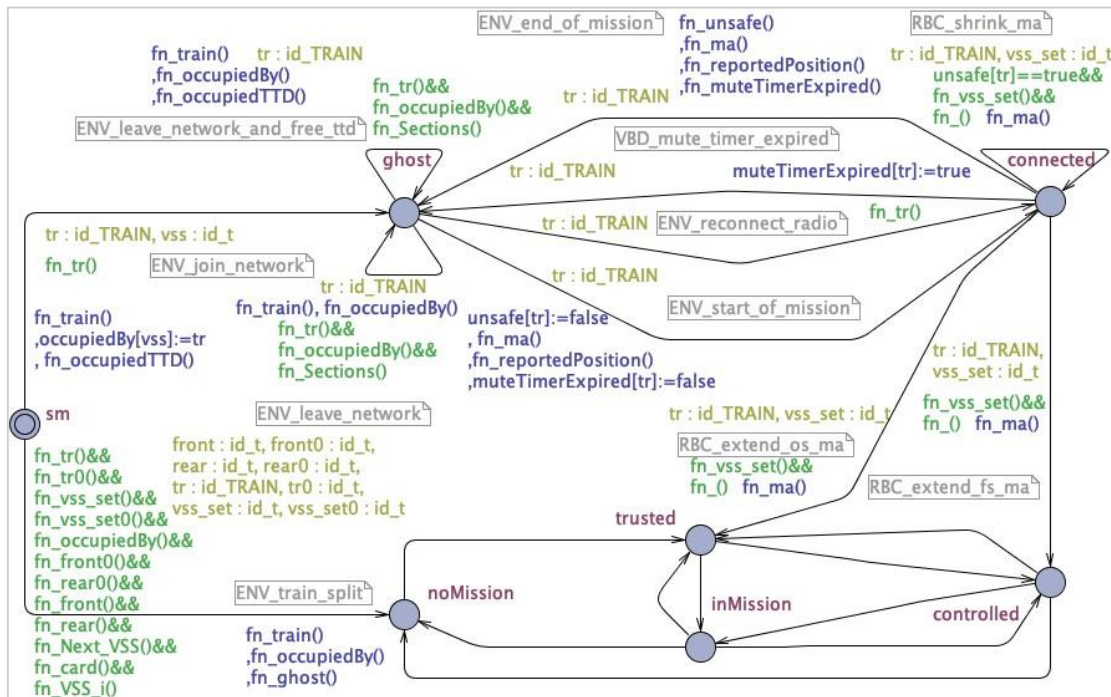 ENV_end_of_mission
fn_unsafe()
,fn_ma()
,fn_reportedPosition()
,fn_muteTimerExpired()
RBC_shrink_ma
fn_train() tr : id_TRAIN
,fn_occupiedBy()
,fn_occupiedTTD()
tr : id_TRAIN, vss_set : id_t
unsafe[tr]==true&&
fn_vss_set()&&
fn_() fn_ma()
fn_tr()&&
fn_occupiedBy()&&
fn_Sections()
tr : id_TRAIN
ENV_leave_network_and_free_ttd
VBD_mute_timer_expired
ghost
connected
tr : id_TRAIN
muteTimerExpired[tr]:=true
tr : id_TRAIN
ENV_reconnect_radio
fn_tr()
tr : id_TRAIN, vss : id_t
fn_tr()
ENV_join_network
tr : id_TRAIN
tr : id_TRAIN
fn_train(), fn_occupiedBy()
fn_tr()&&
fn_occupiedBy()&&
fn_Sections()
ENV_start_of_mission
fn_train()
,occupiedBy[vss]:=tr
, fn_occupiedTTD()
unsafe[tr]:=false
, fn_ma()
,fn_reportedPosition()
,muteTimerExpired[tr]:=false
tr : id_TRAIN,
vss_set : id_t
fn_vss_set()&&
fn_() fn_ma()
sm
ENV_leave_network
tr : id_TRAIN, vss_set : id_t
RBC_extend_os_ma
fn_vss_set()&&
fn_() fn_ma()
RBC_extend_fs_ma
front : id_t, front0 : id_t,
rear : id_t, rear0 : id_t,
tr : id_TRAIN, tr0 : id_t,
vss_set : id_t, vss_set0 : id_t
fn_tr()&&
fn_tr0()&&
fn_vss_set()&&
fn_vss_set0()&&
fn_occupiedBy()&&
fn_front0()&&
fn_rear0()&&
fn_front()&&
fn_rear()&&
fn_Next_VSS()&&
fn_card()&&
fn_VSS_i()
trusted
ENV_train_split
noMission
inMission
controlled
fn_train()
,fn_occupiedBy()
,fn_ghost()